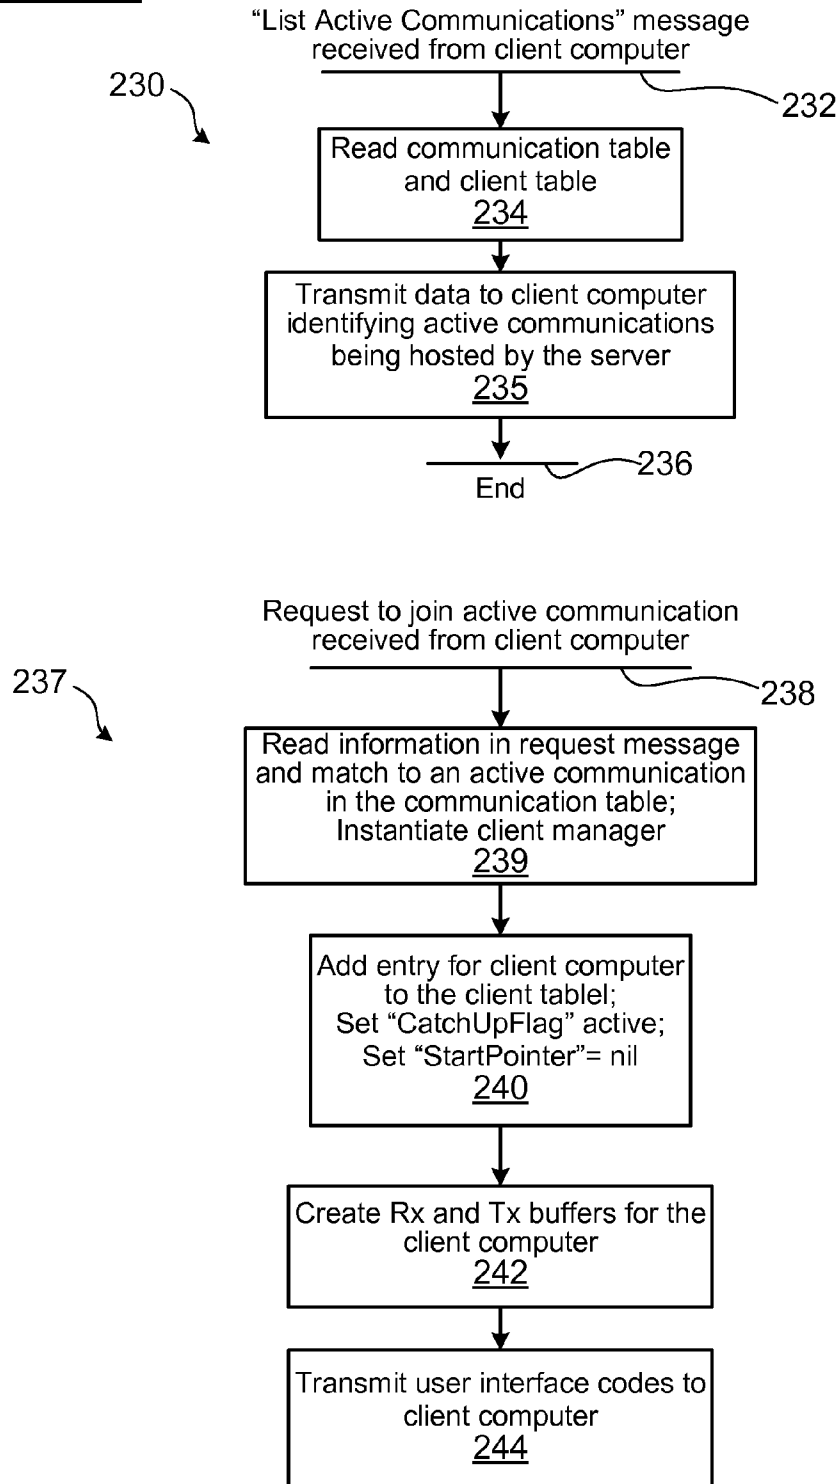 “List Active Communications” message
received from client computer
230
232
Read communication table
and client table
234
Transmit data to client computer
identifying active communications
being hosted by the server
235
236
End
Request to join active communication
received from client computer
237
238
Read information in request message
and match to an active communication
in the communication table;
Instantiate client manager
239
Add entry for client computer
to the client tablel;
Set “CatchUpFlag” active;
Set “StartPointer”= nil
240
Create Rx and Tx buffers for the
client computer
242
Transmit user interface codes to
client computer
244